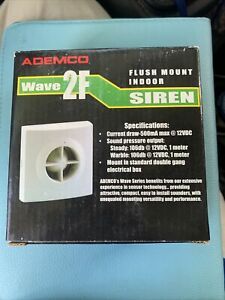 ADEMCO
Wave 2F
FLUSH MOUNT
INDOOR
SIREN
Specifications:
• Current draw-500mA max @ 12VDC
• Sound pressure output:
Steady: 106db @ 12VDC, 1 meter
Warble: 106db @ 12VDC, 1 meter
• Mount in standard double gang
electrical box
ADEMCO's Wave Series benefits from our extensive
experience in sensor technology.. providing
attractive, compact, easy to install sounders, with
unequaled mounting versatility and performance.